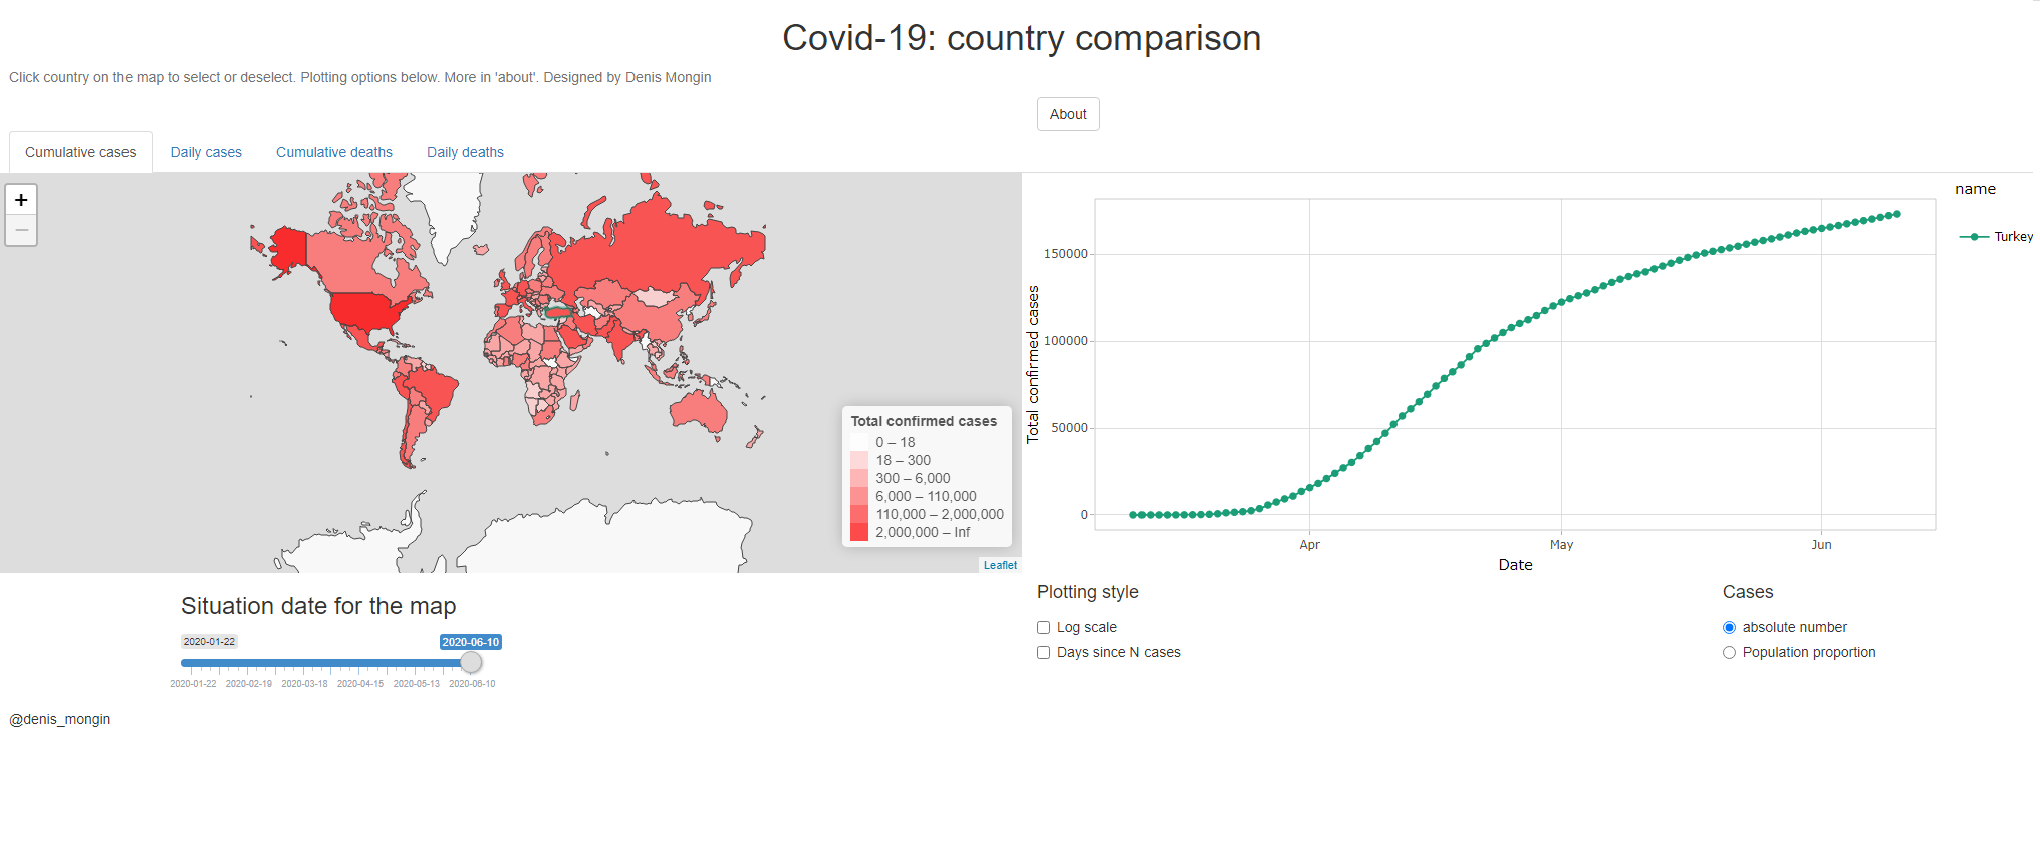 Covid-19: country comparison
Click country on the map to select or deselect. Plotting options below. More in 'about'. Designed by Denis Mongin
About
Cumulative cases
Daily cases
Cumulative deaths
Daily deaths
+
−
Total confirmed cases
0 – 18
18 – 300
300 – 6,000
6,000 – 110,000
110,000 – 2,000,000
2,000,000 – Inf
Leaflet
name
Turkey
Total confirmed cases
150000
100000
50000
0
Apr May Jun
Date
Situation date for the map
2020-01-22
2020-06-10
2020-01-22 2020-02-19 2020-03-18 2020-04-15 2020-05-13 2020-06-10
Plotting style
Log scale
Days since N cases
Cases
absolute number
Population proportion
@denis_mongin